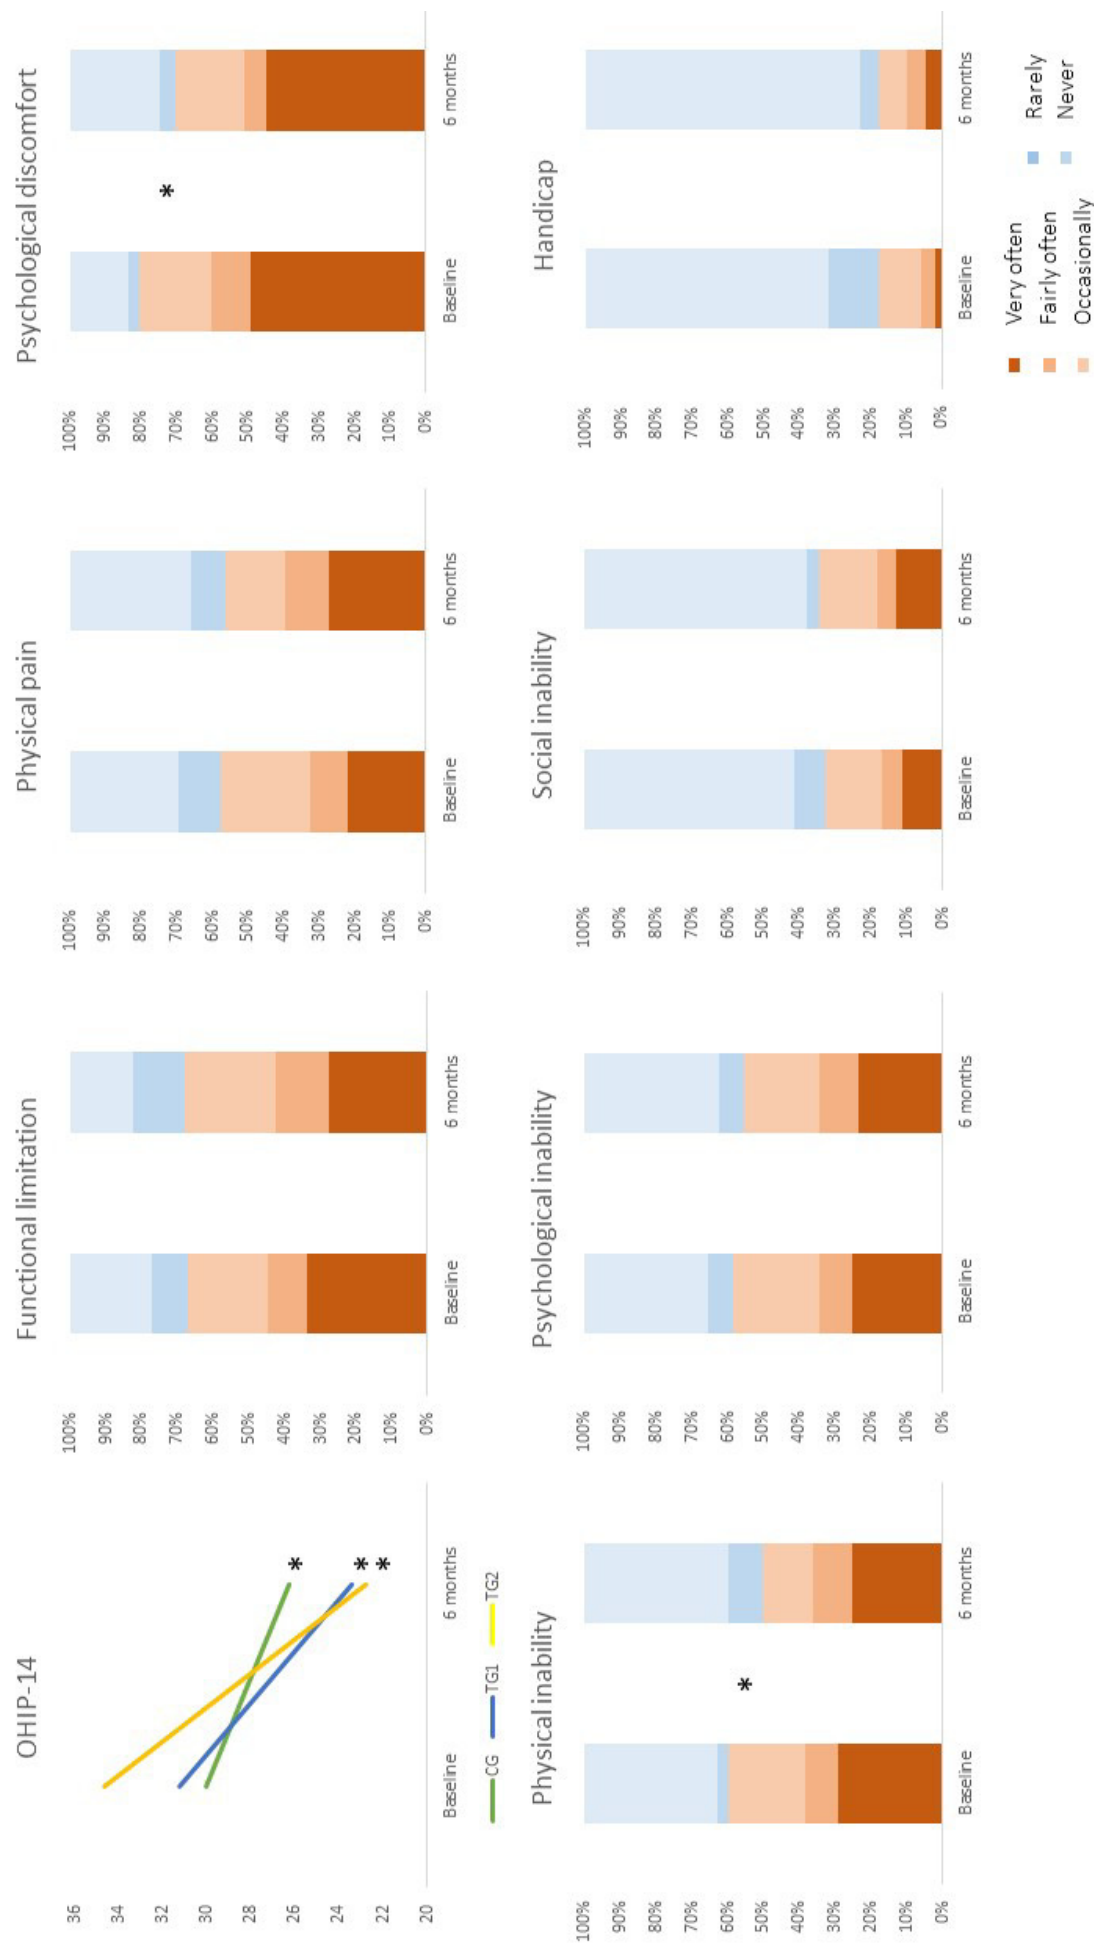 OHIP-14
36
34
32
30
28
26
24
22
20
Baseline
6 months
CG
TG1
TG2
*
*
*
Functional limitation
100%
90%
80%
70%
60%
50%
40%
30%
20%
10%
0%
Baseline
6 months
Physical pain
100%
90%
80%
70%
60%
50%
40%
30%
20%
10%
0%
Baseline
6 months
Psychological discomfort
100%
90%
80%
70%
60%
50%
40%
30%
20%
10%
0%
*
Baseline
6 months
Physical inability
100%
90%
80%
70%
60%
50%
40%
30%
20%
10%
0%
*
Baseline
6 months
Psychological inability
100%
90%
80%
70%
60%
50%
40%
30%
20%
10%
0%
Baseline
6 months
Social inability
100%
90%
80%
70%
60%
50%
40%
30%
20%
10%
0%
Baseline
6 months
Handicap
100%
90%
80%
70%
60%
50%
40%
30%
20%
10%
0%
Baseline
6 months
Very often
Rarely
Fairly often
Never
Occasionally